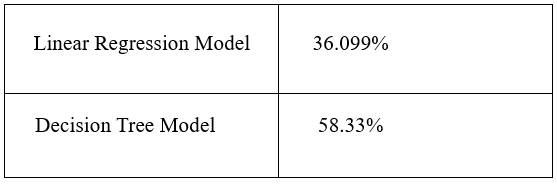 Linear Regression Model 36.099%
Decision Tree Model 58.33%